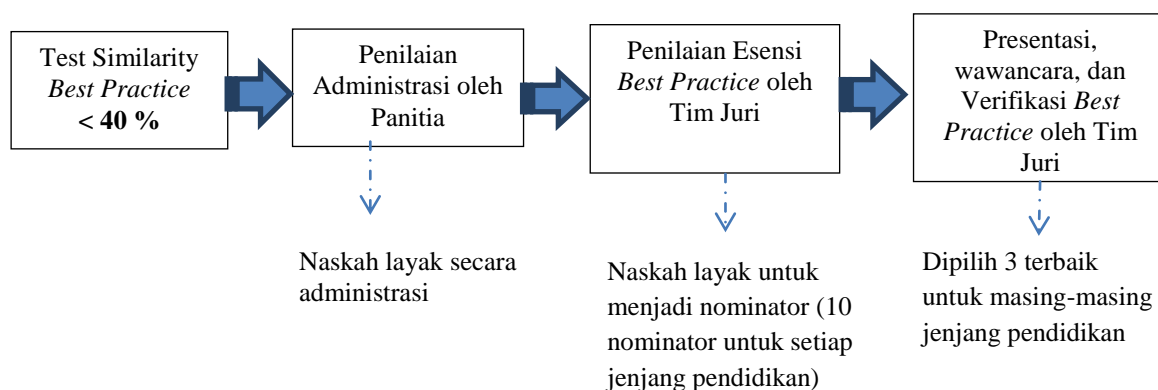 Test Similarity
Best Practice
< 40 %
Penilaian
Administrasi oleh
Panitia
Penilaian Esensi
Best Practice oleh
Tim Juri
Presentasi,
wawancara, dan
Verifikasi Best
Practice oleh Tim
Juri
Naskah layak secara
administrasi
Naskah layak untuk
menjadi nominator (10
nominator untuk setiap
jenjang pendidikan)
Dipilih 3 terbaik
untuk masing-masing
jenjang pendidikan